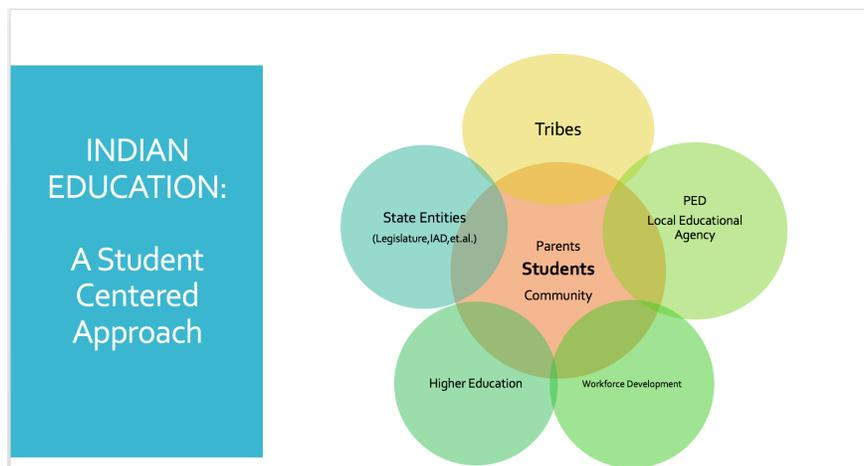 INDIAN
EDUCATION:
A Student
Centered
Approach
Tribes
State Entities
(Legislature,IAD,et.al.)
PED
Local Educational
Agency
Parents
Students
Community
Higher Education
Workforce Development